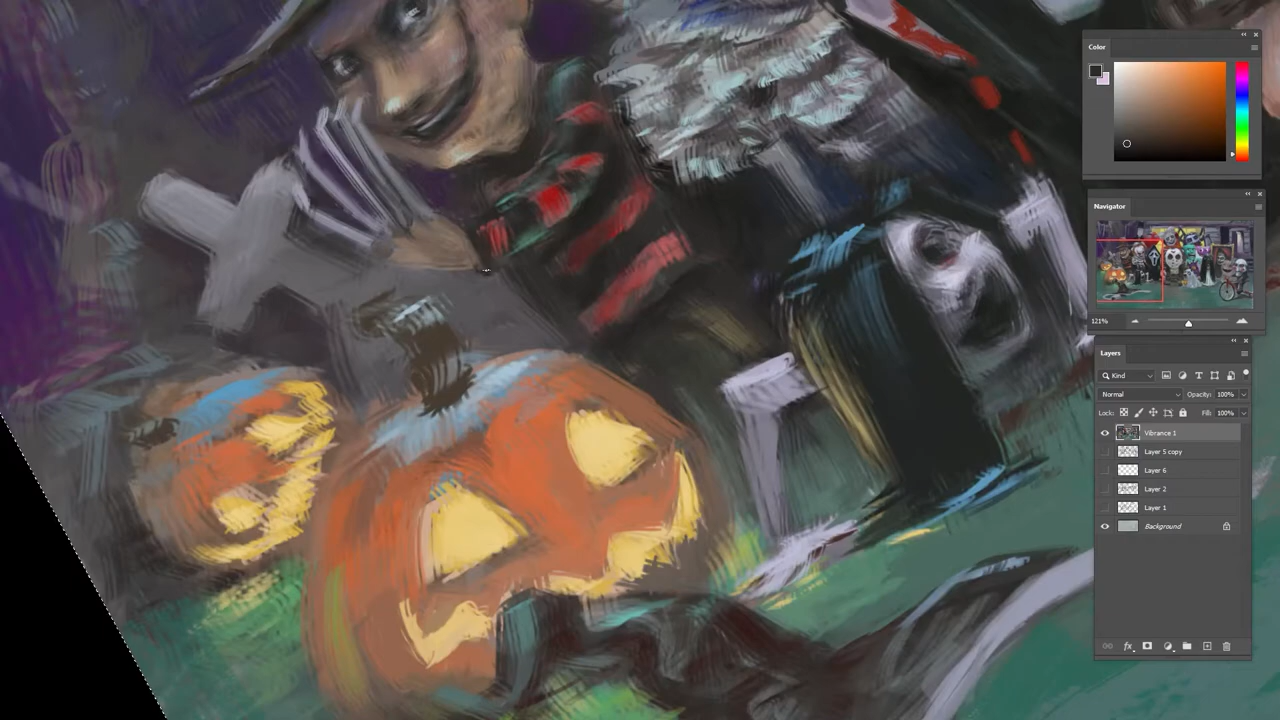 Color
Navigator
121%
Layers
Kind
Normal
Opacity: 100%
Lock:
Fill: 100%
Vibrance 1
Layer 5 copy
Layer 6
Layer 2
Layer 1
Background
fx